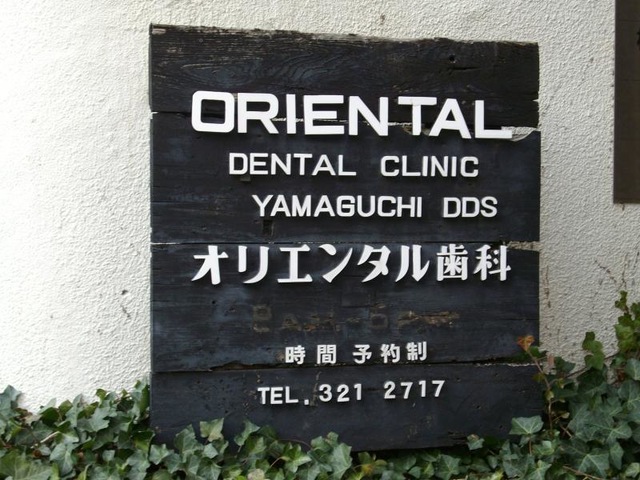 ORIENTAL
DENTAL CLINIC
YAMAGUCHI DDS
オリエンタル歯科
時間 予約制
TEL. 321 2717